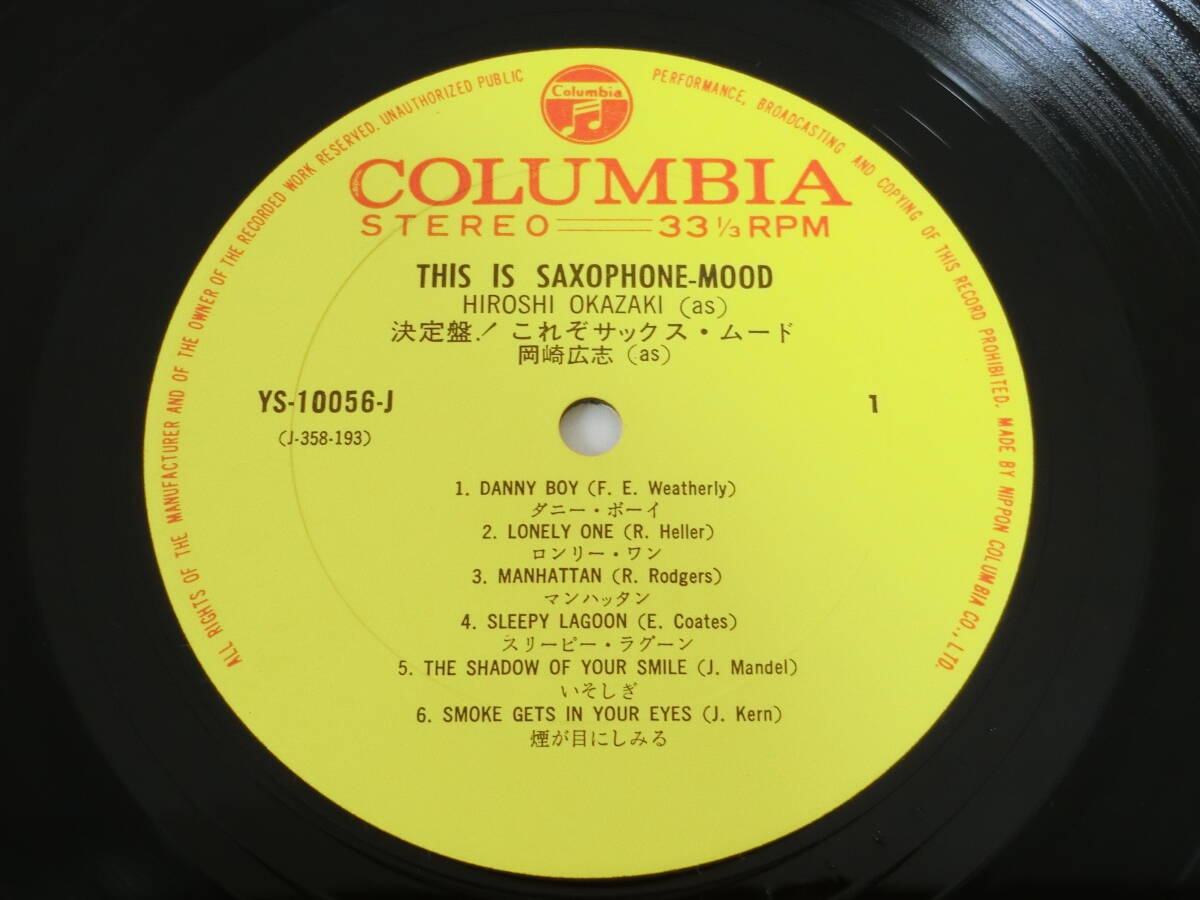 Columbia
COLUMBIA
STEREO 33 1/3 RPM
THIS IS SAXOPHONE-MOOD
HIROSHI OKAZAKI (as)
決定盤! これぞサックス・ムード
岡崎広志 (as)
YS-10056-J
1
(J-358-193)
1. DANNY BOY (F. E. Weatherly)
ダニー・ボーイ
2. LONELY ONE (R. Heller)
ロンリー・ワン
3. MANHATTAN (R. Rodgers)
マンハッタン
4. SLEEPY LAGOON (E. Coates)
スリーピー・ラグーン
5. THE SHADOW OF YOUR SMILE (J. Mandel)
いそしぎ
6. SMOKE GETS IN YOUR EYES (J. Kern)
煙が目にしみる
ALL RIGHTS OF THE MANUFACTURER AND OF THE OWNER OF THE RECORDED WORK RESERVED. UNAUTHORIZED PUBLIC PERFORMANCE, BROADCASTING AND COPYING OF THIS RECORD PROHIBITED. MADE BY NIPPON COLUMBIA CO., LTD.